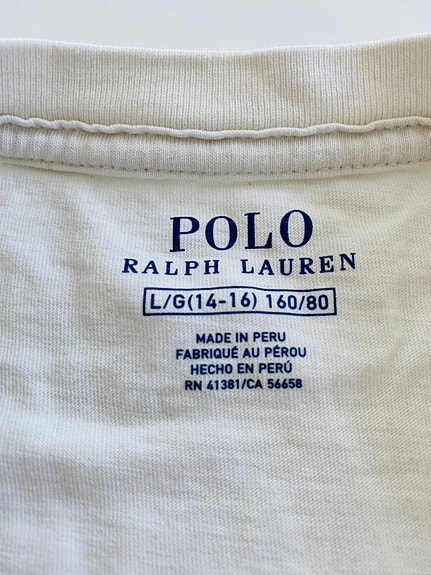 POLO
RALPH LAUREN
L/G(14-16) 160/80
MADE IN PERU
FABRIQUÉ AU PÉROU
HECHO EN PERÚ
RN 41381/CA 56658